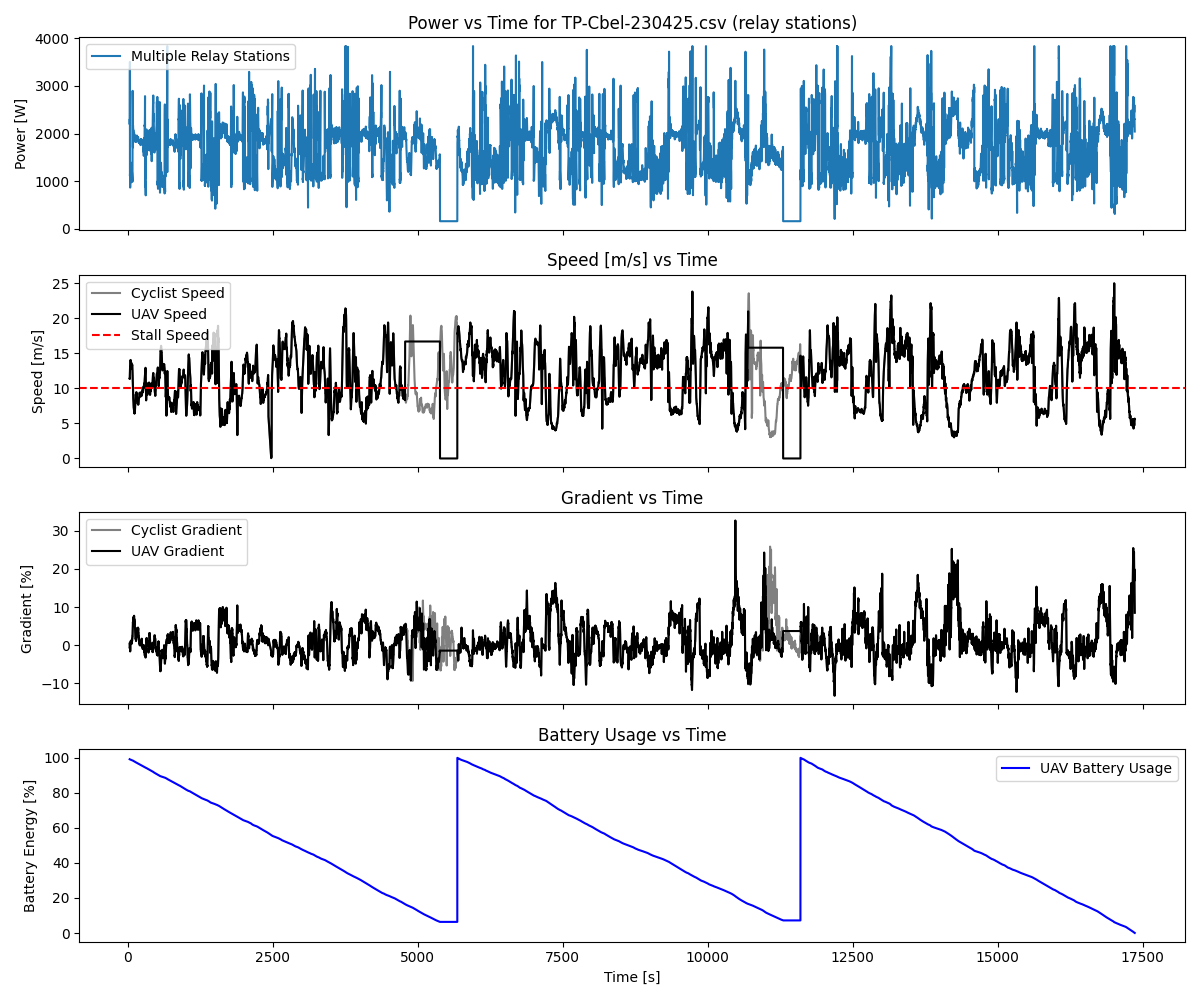 Power vs Time for TP-Cbel-230425.csv (relay stations)
Power [W]
4000
3000
2000
1000
0
Multiple Relay Stations
Speed [m/s] vs Time
Speed [m/s]
25
20
15
10
5
0
Cyclist Speed
UAV Speed
Stall Speed
Gradient vs Time
Gradient [%]
30
20
10
0
−10
Cyclist Gradient
UAV Gradient
Battery Usage vs Time
Battery Energy [%]
100
80
60
40
20
0
UAV Battery Usage
0 2500 5000 7500 10000 12500 15000 17500
Time [s]